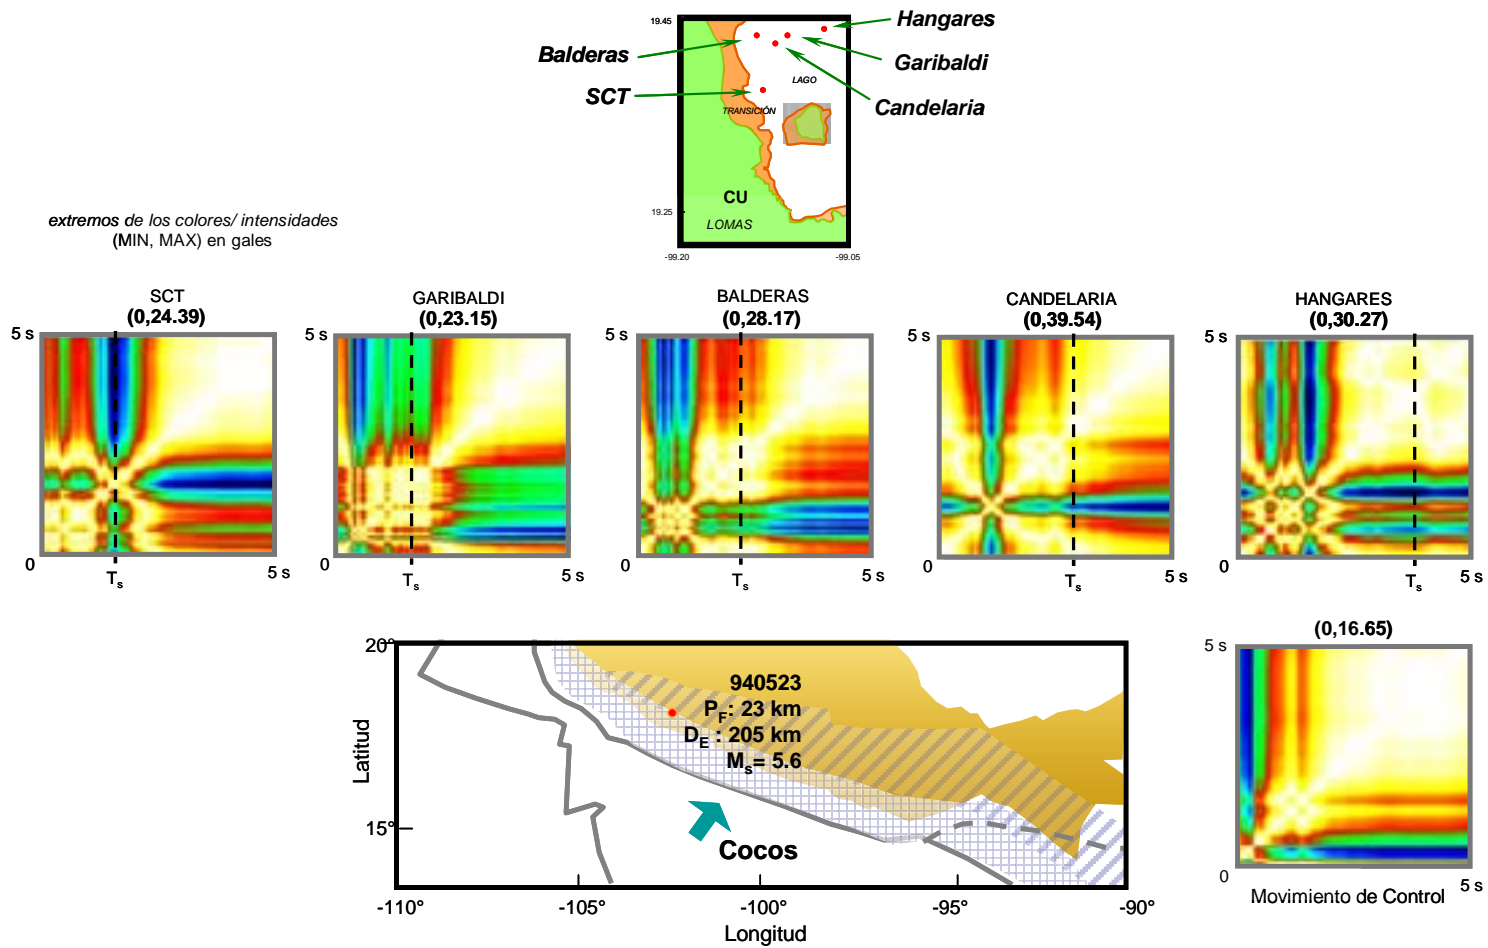 19.45
Hangares
Balderas
Garibaldi
LAGO
SCT
Candelaria
TRANSICIÓN
CU
19.25
LOMAS
-99.20
-99.05
extremos de los colores/ intensidades
(MIN, MAX) en gales
SCT
(0,24.39)
GARIBALDI
(0,23.15)
BALDERAS
(0,28.17)
CANDELARIA
(0,39.54)
HANGARES
(0,30.27)
5 s
5 s
5 s
5 s
5 s
0
Ts
5 s
0
Ts
5 s
0
Ts
5 s
0
Ts
5 s
0
Ts
5 s
20°
940523
PF: 23 km
DE : 205 km
Ms= 5.6
Latitud
15°
Cocos
-110°
-105°
-100°
-95°
-90°
Longitud
(0,16.65)
5 s
0
5 s
Movimiento de Control